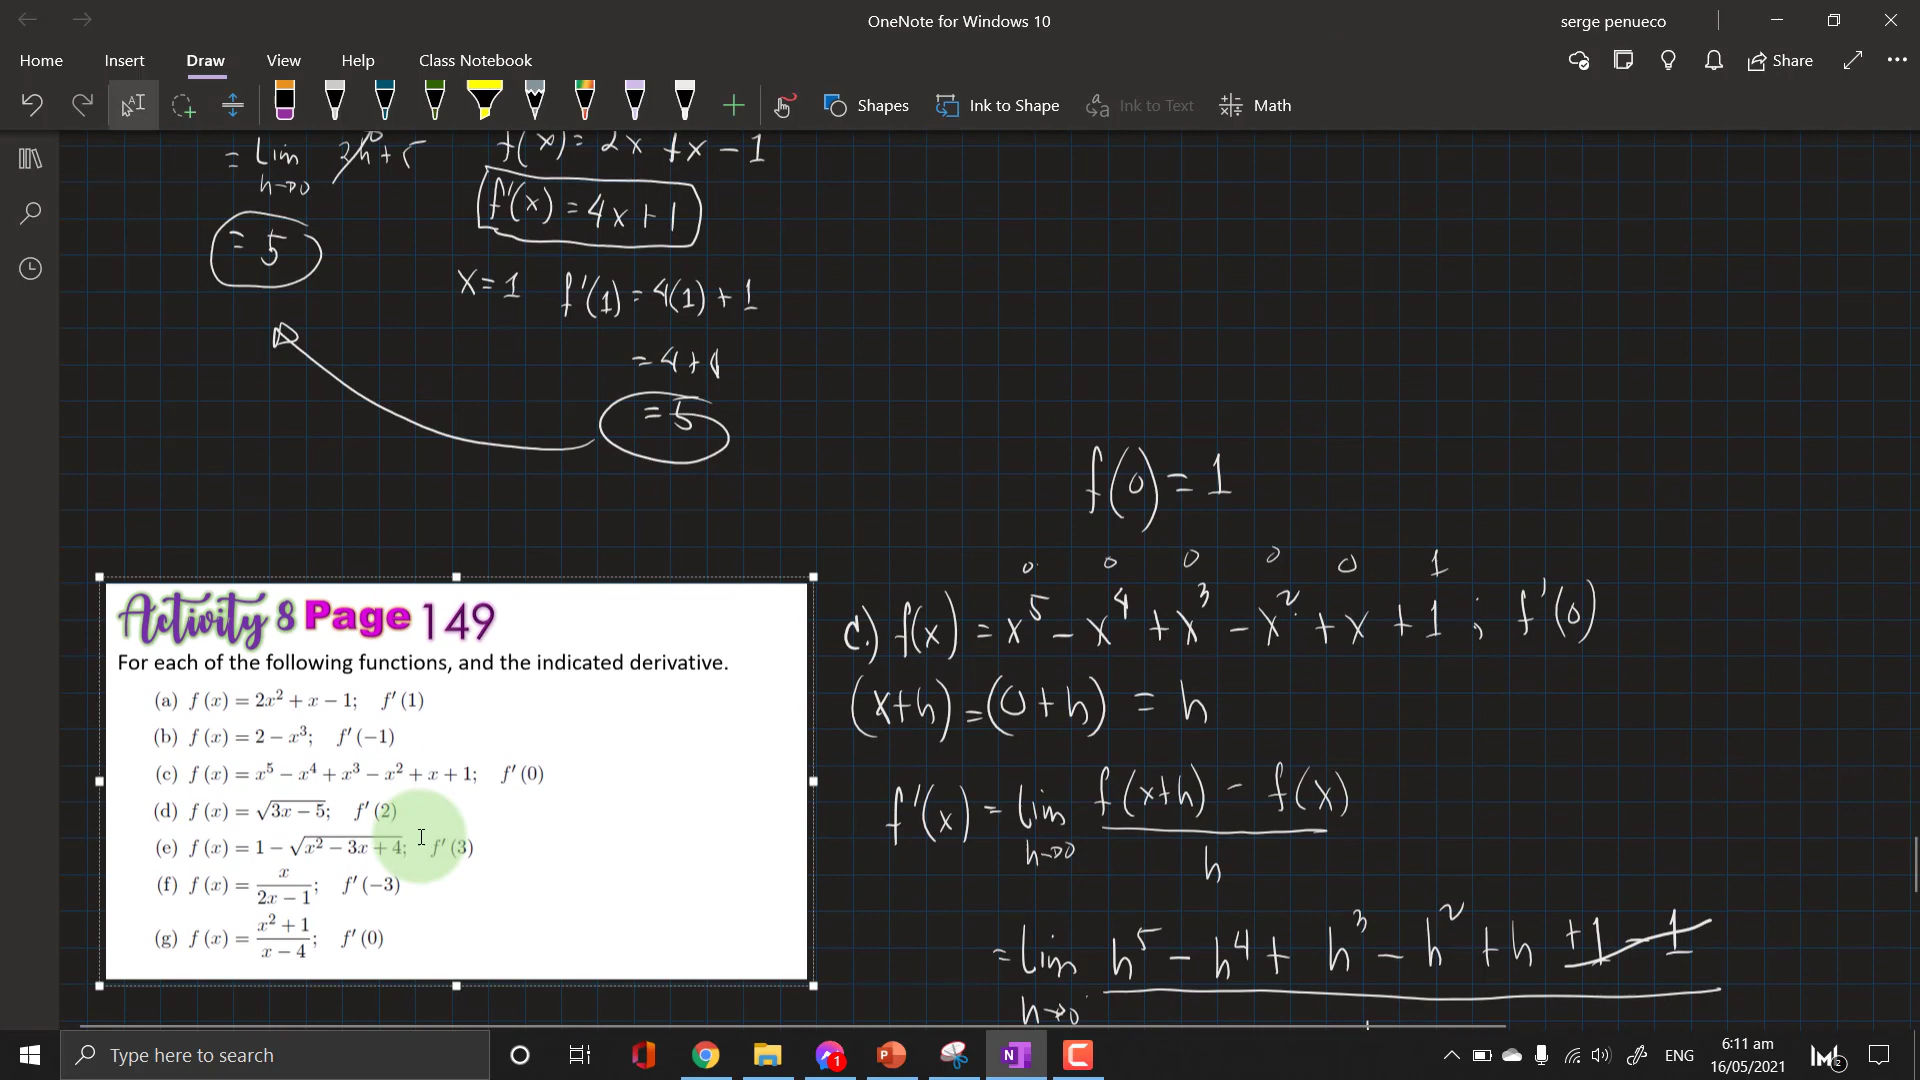 OneNote for Windows 10
serge penueco
Home Insert Draw View Help Class Notebook
Share
Shapes Ink to Shape Ink to Text Math
= lim
h→0
f(x) = 2x + x - 1
f'(x) = 4x + 1
= 5
x = 1 f'(1) = 4(1) + 1
= 4 + 1
= 5
f(0) = 1
0 0 0 0 0 1
c.) f(x) = x⁵ - x⁴ + x³ - x² + x + 1 ; f'(0)
(x+h) = (0+h) = h
f'(x) = lim f(x+h) - f(x)
h→0 h
= lim h⁵ - h⁴ + h³ - h² + h + 1 - 1
h→0
Activity 8 Page 149
For each of the following functions, and the indicated derivative.
(a) f (x) = 2x² + x − 1; f′ (1)
(b) f (x) = 2 − x³; f′ (−1)
(c) f (x) = x⁵ − x⁴ + x³ − x² + x + 1; f′ (0)
(d) f (x) = √3x − 5; f′ (2)
(e) f (x) = 1 − √x² − 3x + 4; f′ (3)
(f) f (x) = x / 2x − 1; f′ (−3)
(g) f (x) = x² + 1 / x − 4; f′ (0)
Type here to search
ENG
6:11 am
16/05/2021